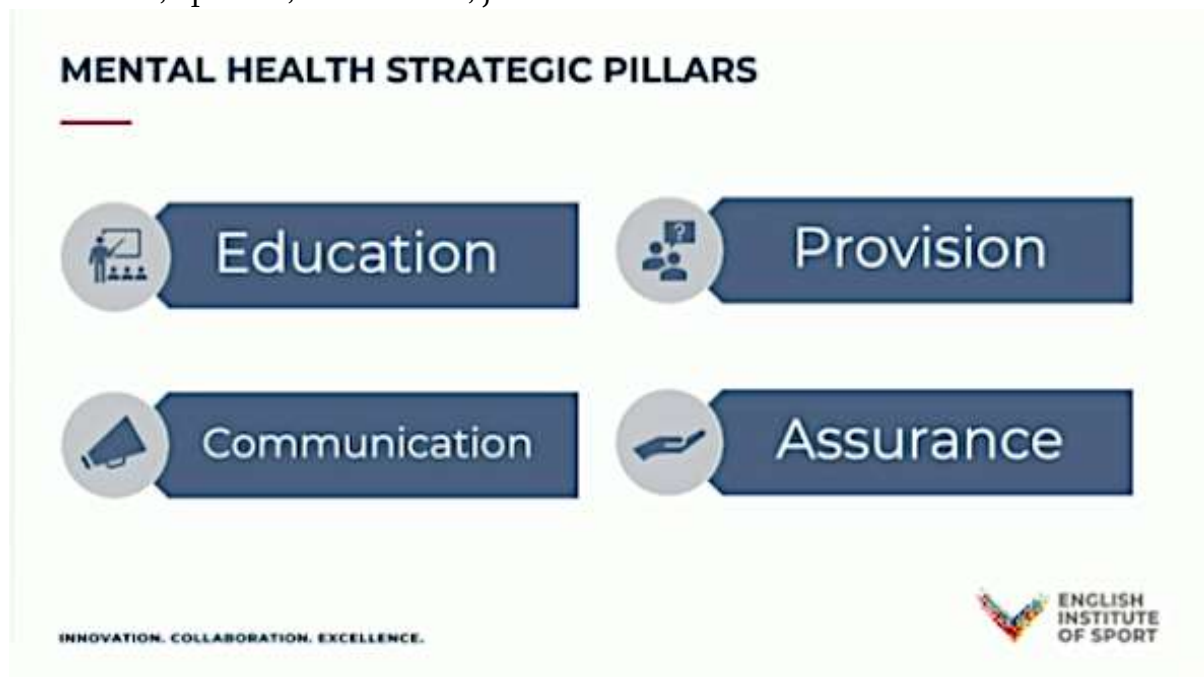 MENTAL HEALTH STRATEGIC PILLARS
Education
Provision
?
Communication
Assurance
INNOVATION. COLLABORATION. EXCELLENCE.
ENGLISH
INSTITUTE
OF SPORT